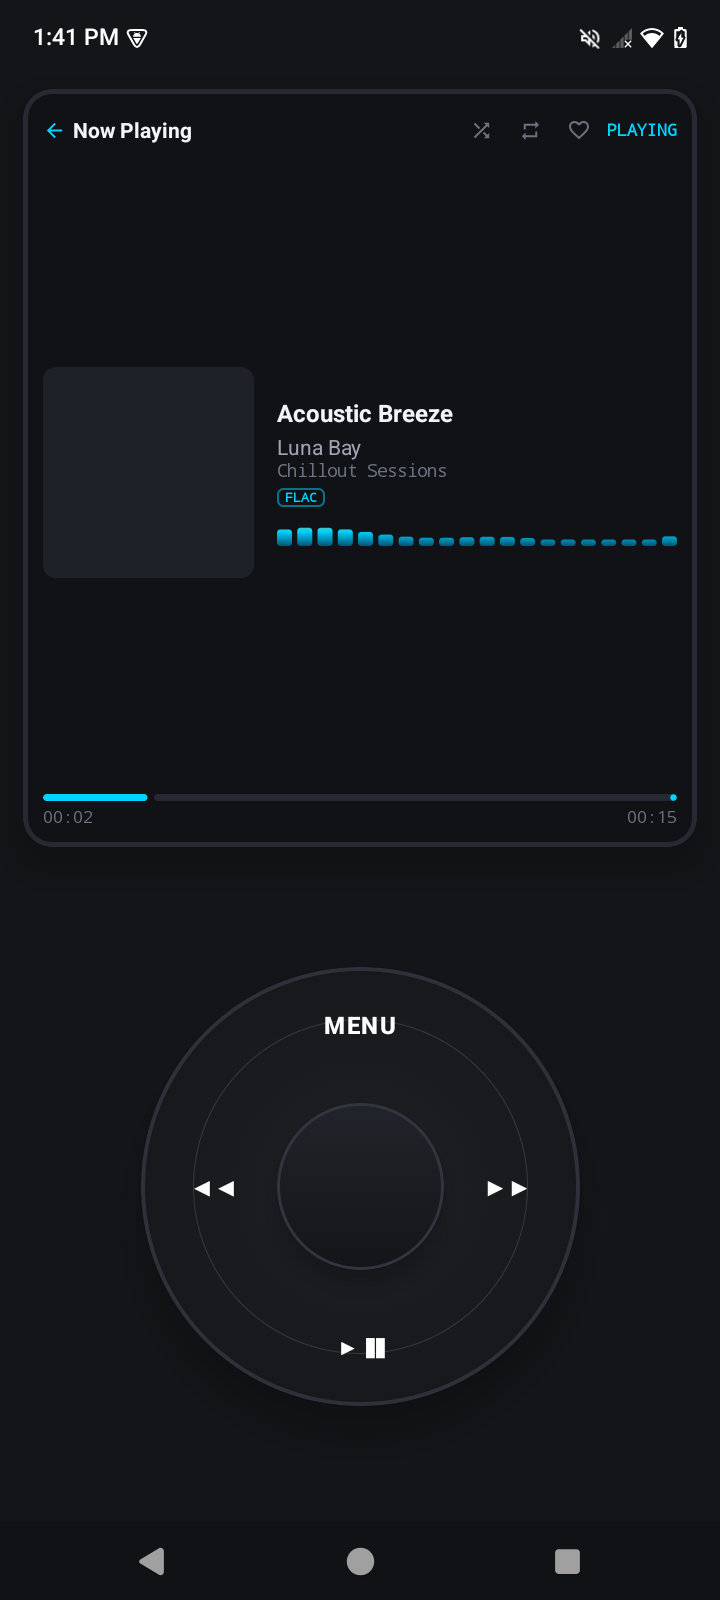 1:41 PM
Now Playing
PLAYING
Acoustic Breeze
Luna Bay
Chillout Sessions
FLAC
00:02
00:15
MENU